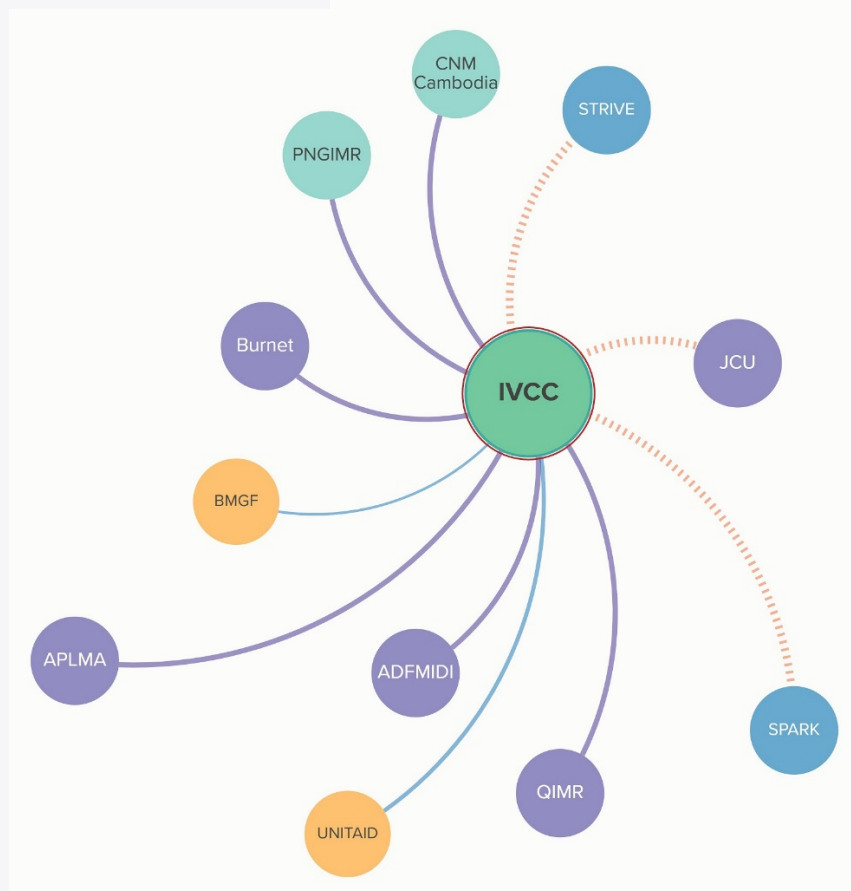 CNM
Cambodia
STRIVE
PNGIMR
Burnet
JCU
IVCC
BMGF
APLMA
ADFMIDI
SPARK
QIMR
UNITAID